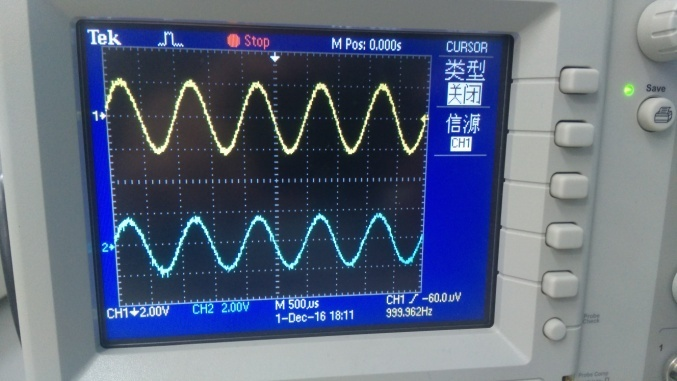 Tek
Stop
M Pos: 0.000s
CURSOR
类型
关闭
信源
CH1
Save
1
2
CH1 2.00V
CH2 2.00V
M 500µs
CH1 -60.0µV
1-Dec-16 18:11
999.962Hz
1